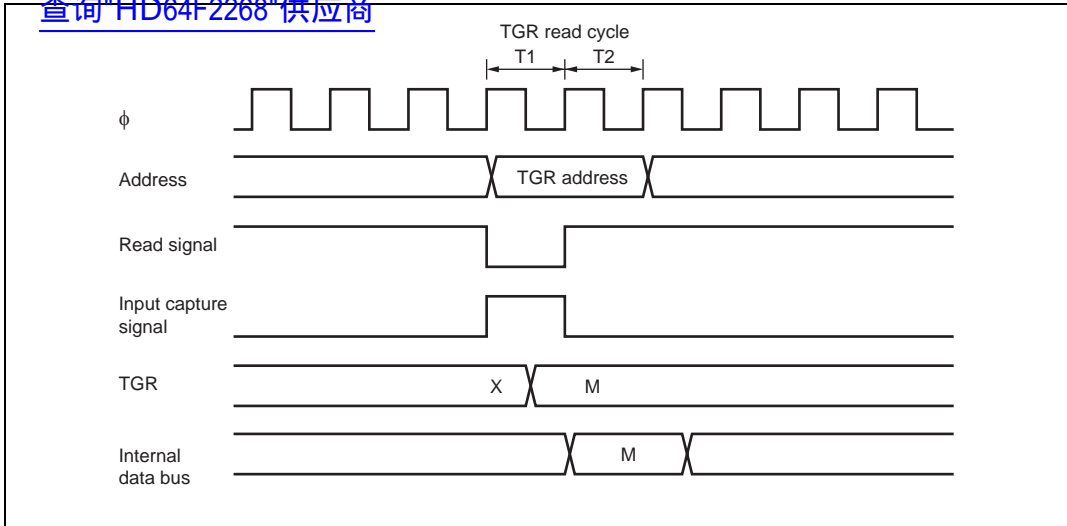 查询"HD64F2268"供应商
TGR read cycle
T1 T2
ϕ
Address
TGR address
Read signal
Input capture
signal
TGR
X M
Internal
data bus
M